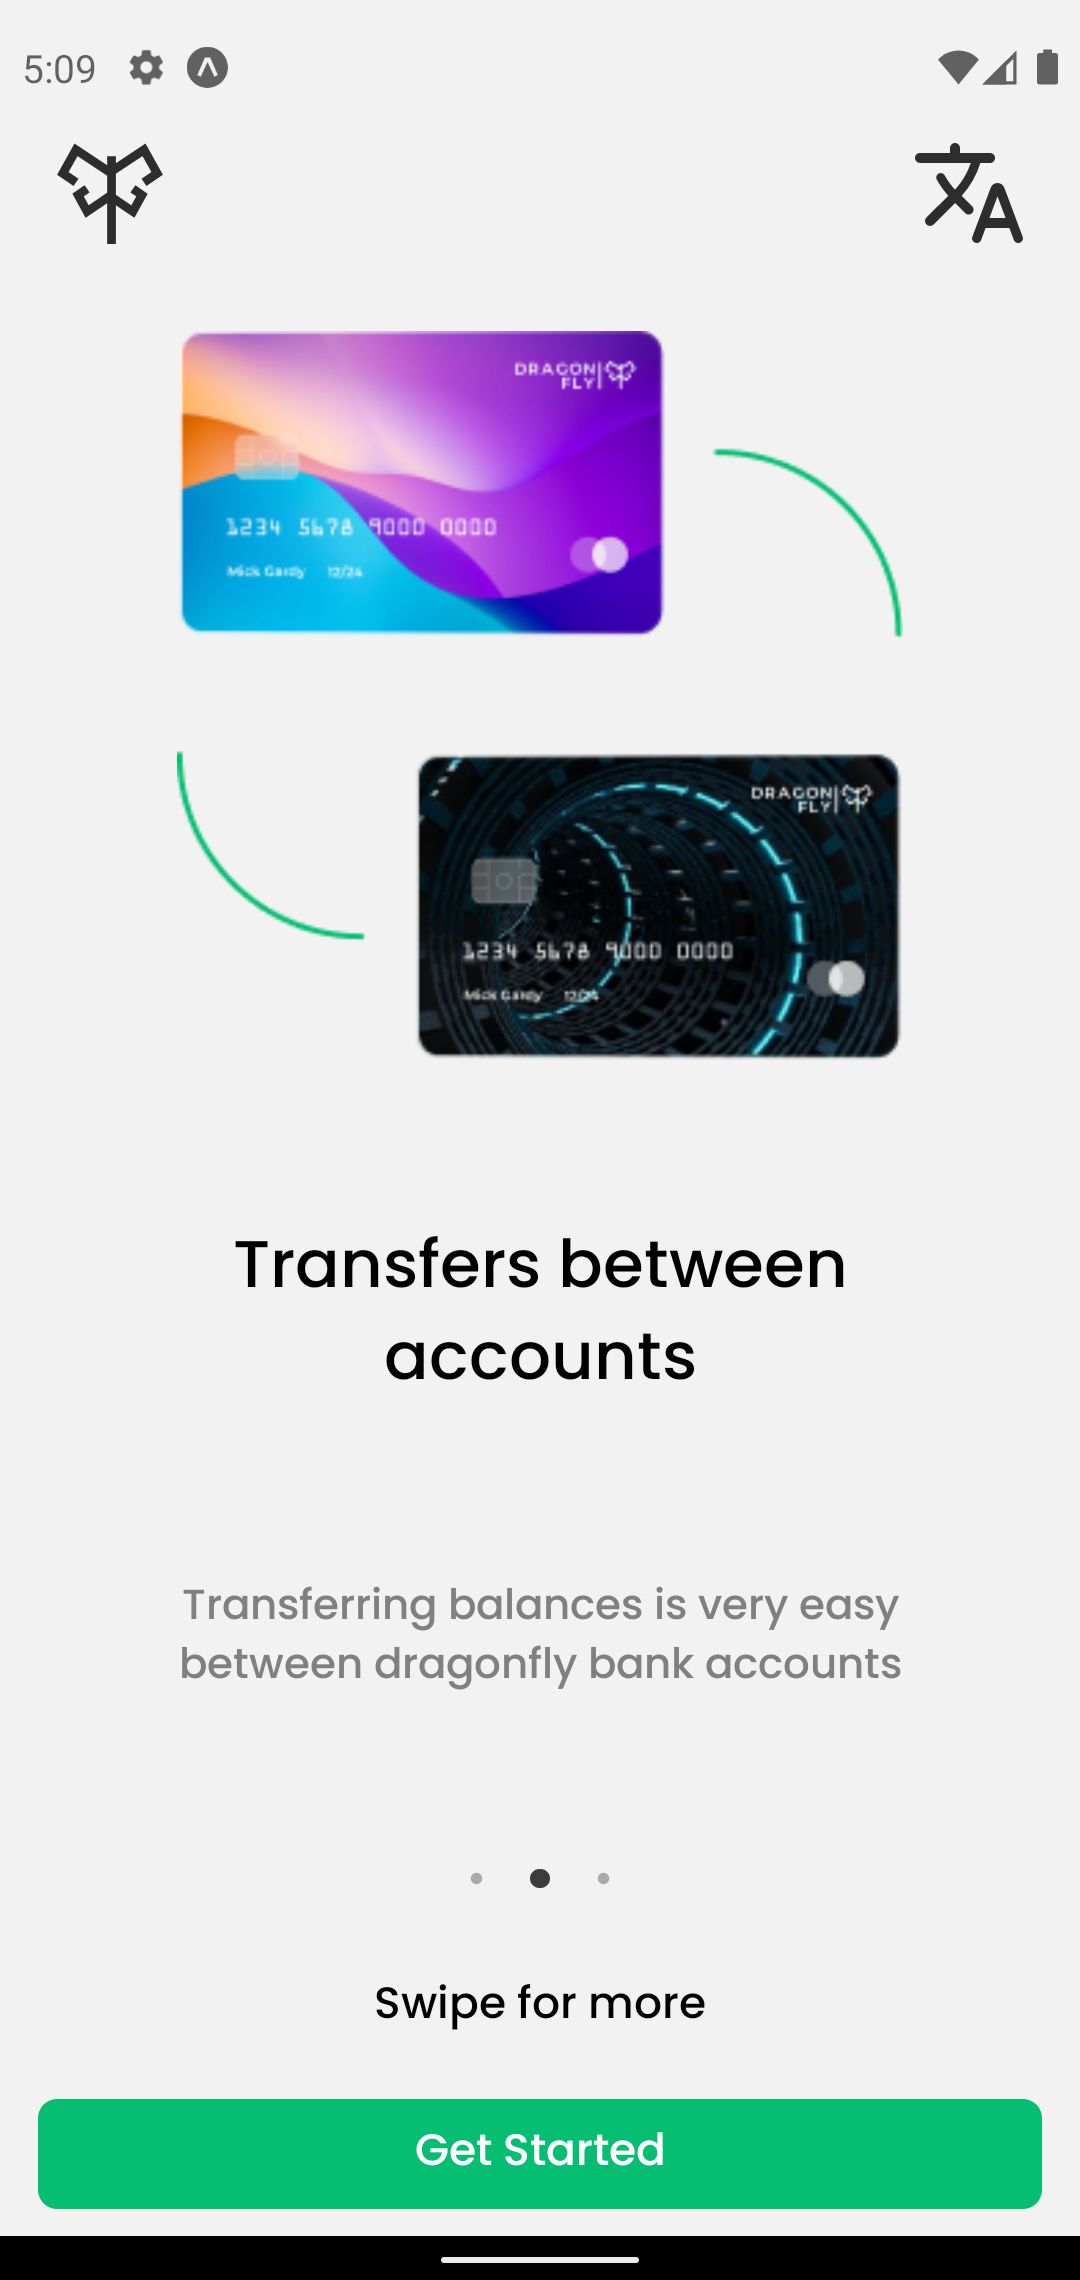 5:09
DRAGON
FLY
1234 5678 9000 0000
Mick Gardy 12/24
DRAGON
FLY
1234 5678 9000 0000
Mick Gardy 12/24
Transfers between
accounts
Transferring balances is very easy
between dragonfly bank accounts
Swipe for more
Get Started